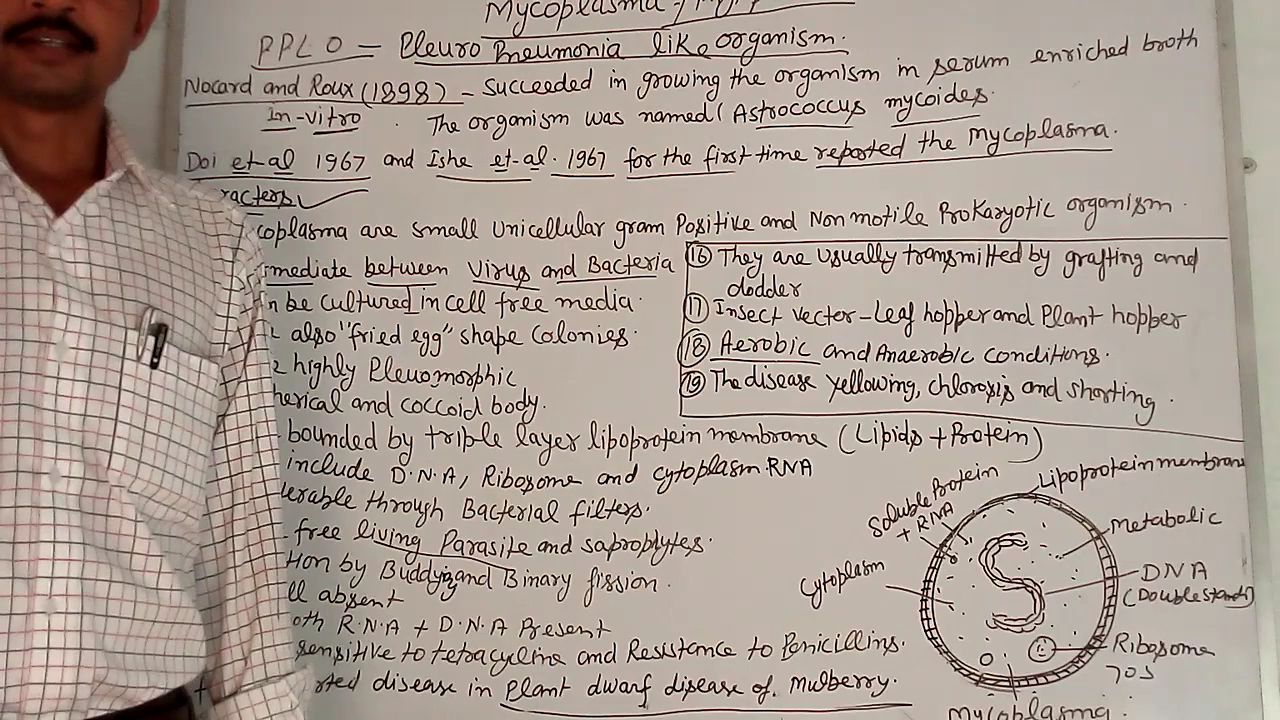 Mycoplasma
PPLO – Pleuro Pneumonia like organism.
Nocard and Roux (1898) – Succeeded in growing the organism in serum enriched broth
In-vitro. The organism was named (Astrococcus mycoides.
Doi et-al 1967 and Ishe et-al. 1967 for the first time reported the Mycoplasma.
racters
coplasma are small Unicellular gram Positive and Non motile Prokaryotic organism.
mediate between Virus and Bacteria
n be cultured in cell free media.
also "fried egg" shape Colonies.
highly Pleuomorphic
herical and coccoid body.
bounded by triple layer lipoprotein membrane (Lipids + Protein)
include D.N.A, Ribosome and cytoplasm RNA
erable through Bacterial filters.
free living Parasite and saprophytes.
tion by Buddying and Binary fission.
ll absent
oth R.N.A + D.N.A Present
sensitive to tetracycline and Resistance to Penicillins.
rted disease in Plant dwarf disease of Mulberry.
16 They are usually transmitted by grafting and
dodder
17 Insect vector – Leaf hopper and Plant hopper
18 Aerobic and Anaerobic conditions.
19 The disease yellowing, chloroxis and shorting.
Lipoprotein membrane
Soluble Protein
+ RNA
Metabolic
Cytoplasm
DNA
(Double stands)
Ribosome
70S
Mycoplasma.